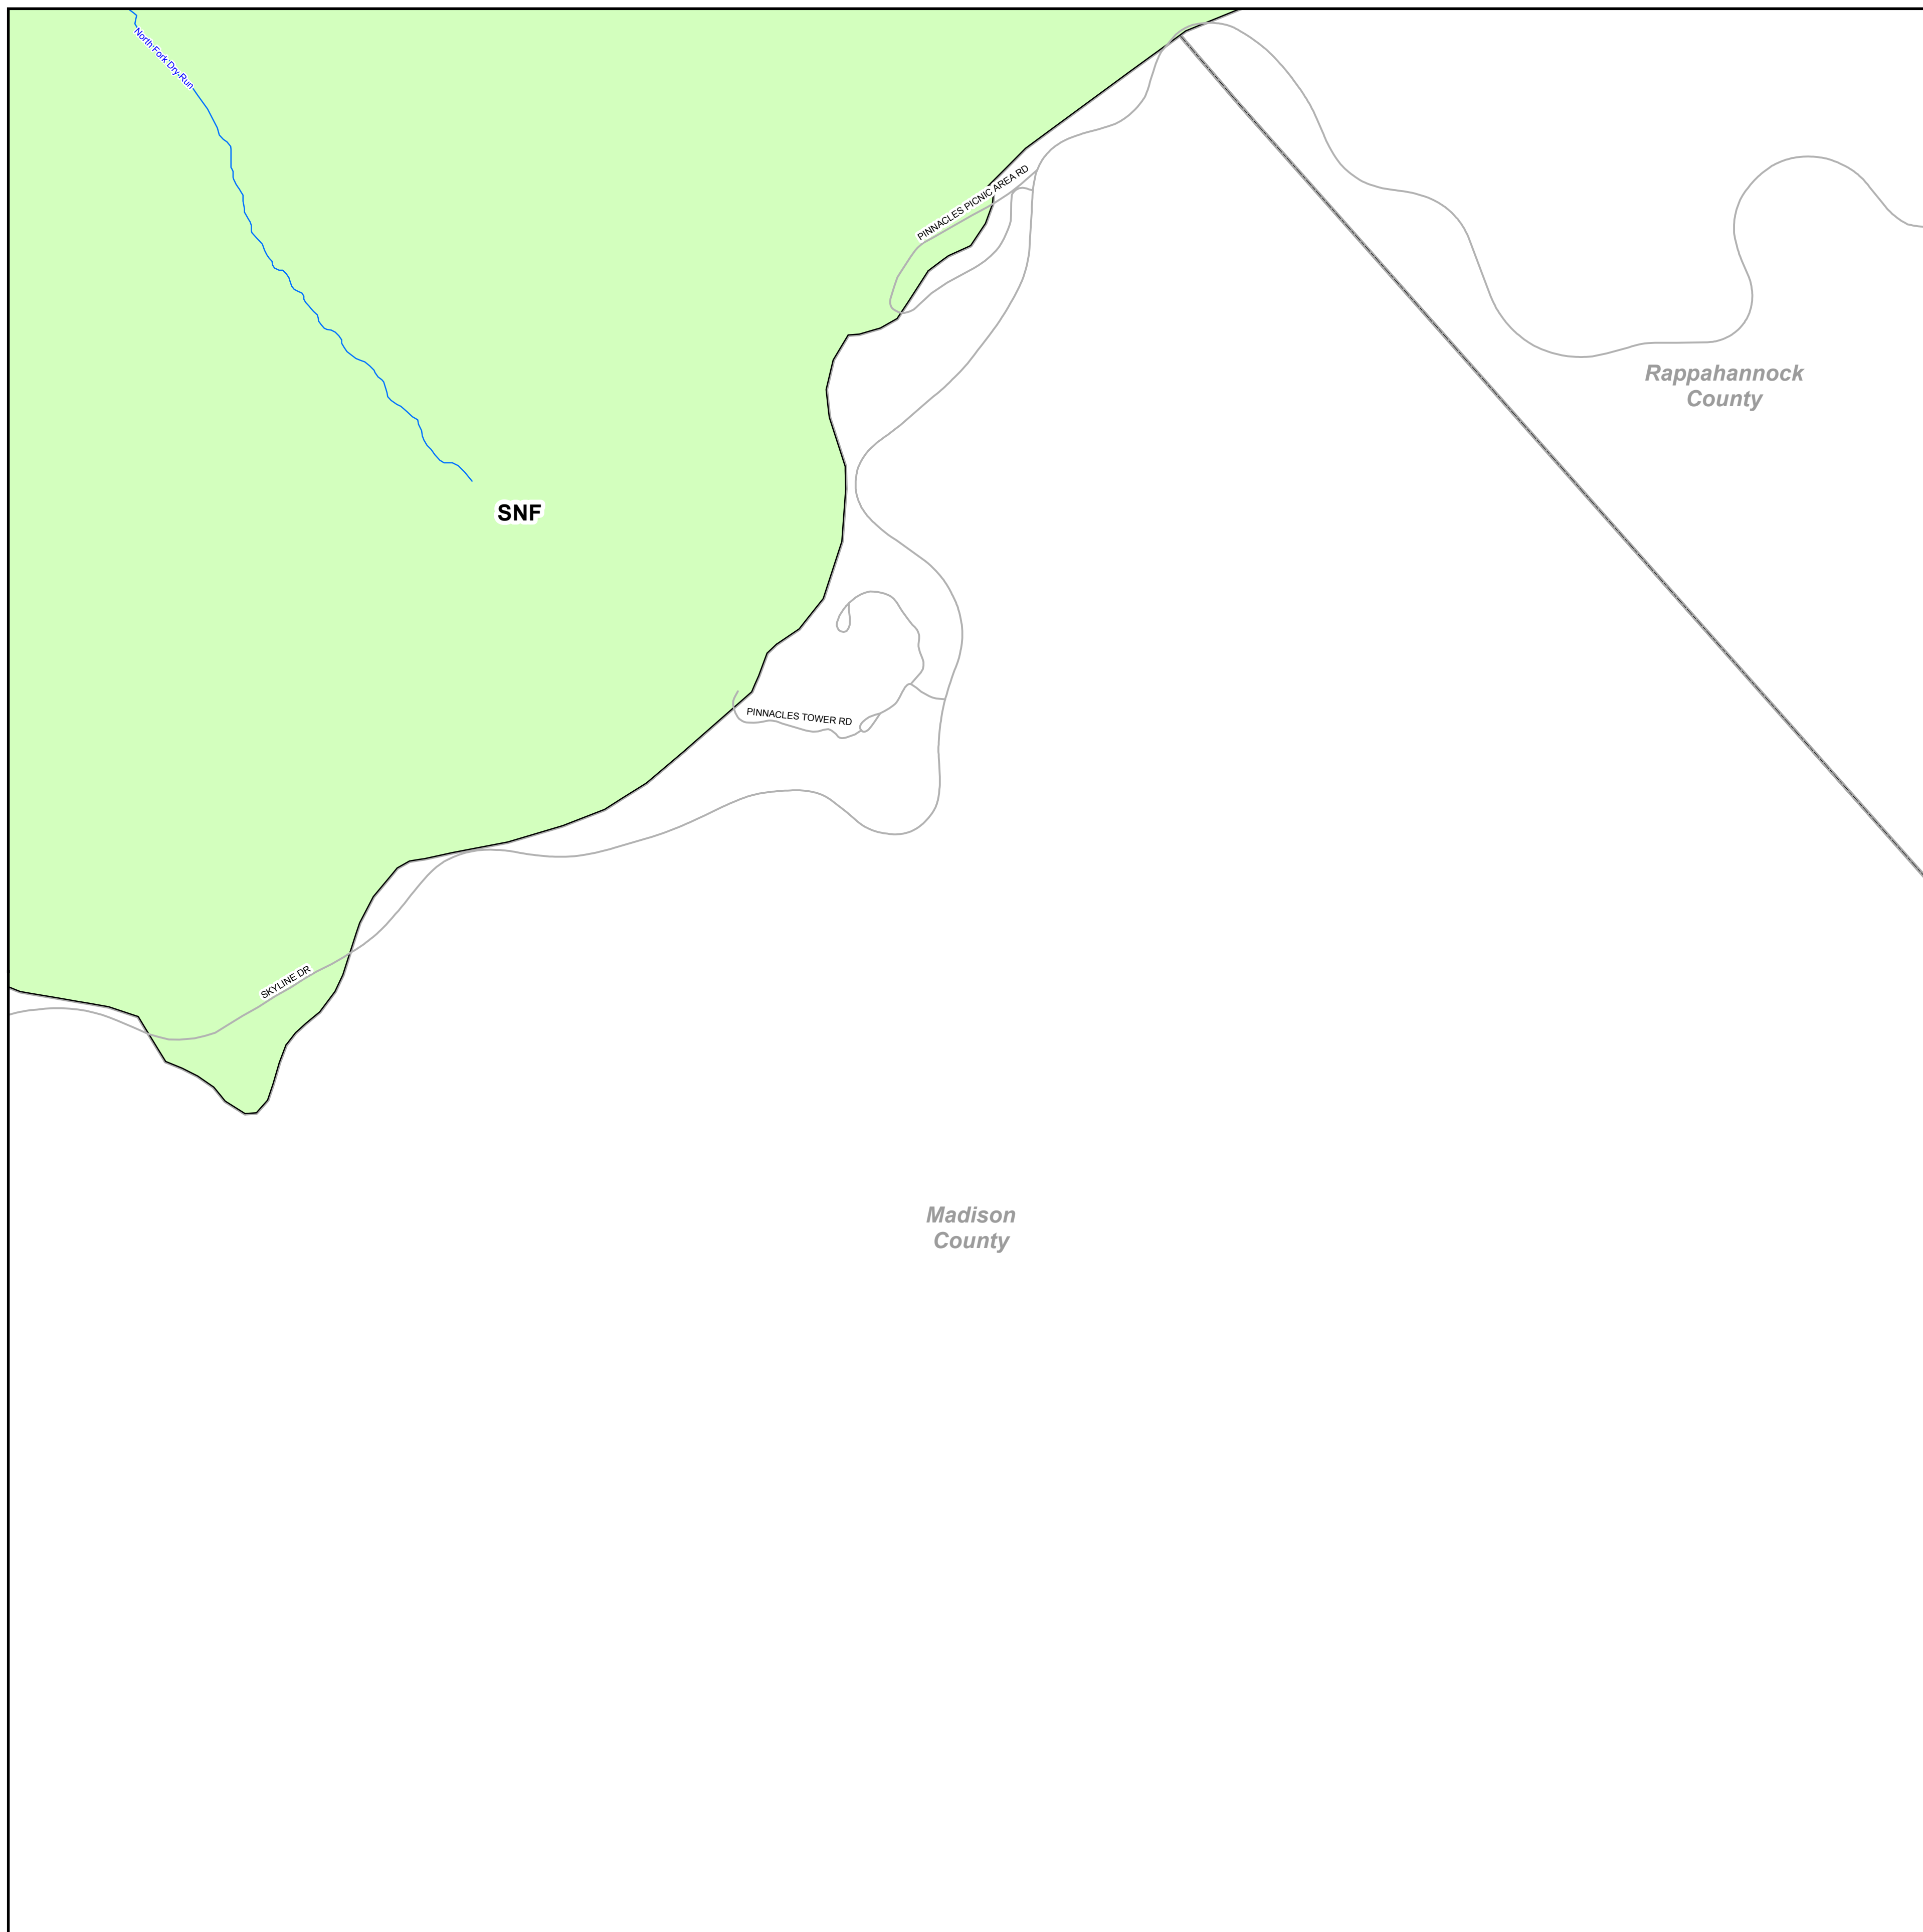 North Fork Dry Run
PINNACLES PICNIC AREA RD
Rappahannock
County
SNF
PINNACLES TOWER RD
SKYLINE DR
Madison
County